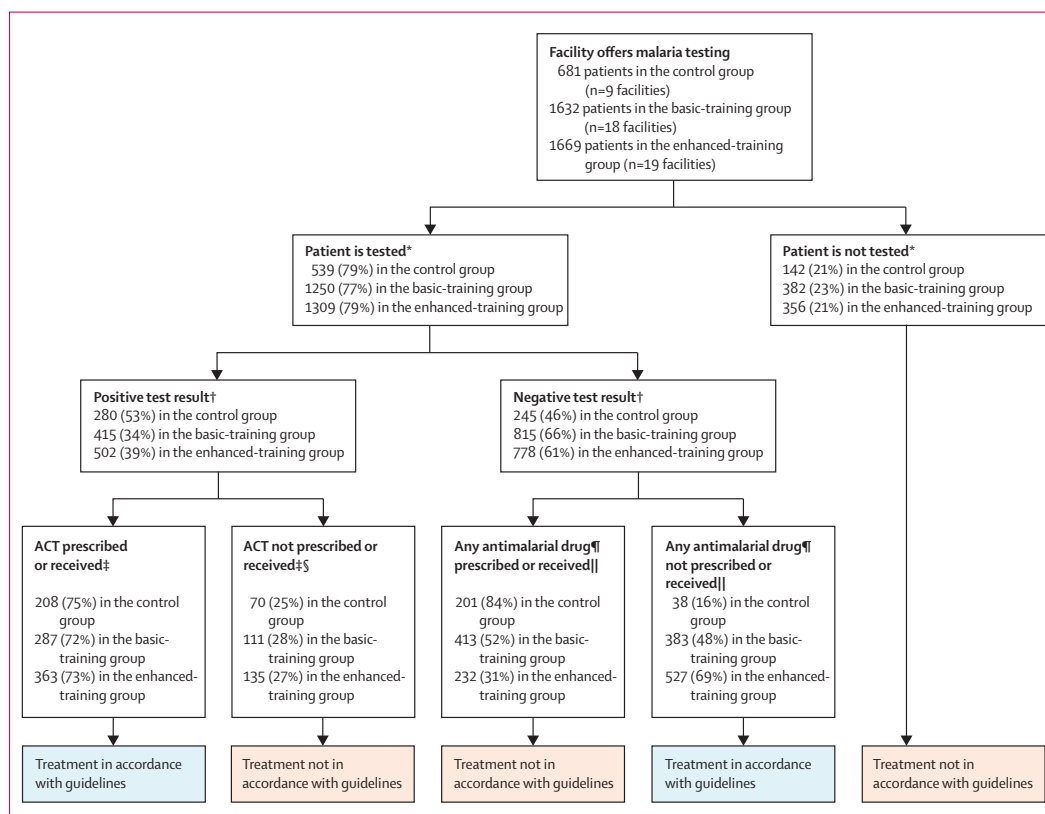 Facility offers malaria testing
681 patients in the control group
(n=9 facilities)
1632 patients in the basic-training group
(n=18 facilities)
1669 patients in the enhanced-training
group (n=19 facilities)
Patient is tested*
539 (79%) in the control group
1250 (77%) in the basic-training group
1309 (79%) in the enhanced-training group
Patient is not tested*
142 (21%) in the control group
382 (23%) in the basic-training group
356 (21%) in the enhanced-training group
Positive test result†
280 (53%) in the control group
415 (34%) in the basic-training group
502 (39%) in the enhanced-training group
Negative test result†
245 (46%) in the control group
815 (66%) in the basic-training group
778 (61%) in the enhanced-training group
ACT prescribed
or received‡
208 (75%) in the control
group
287 (72%) in the basic-
training group
363 (73%) in the enhanced-
training group
ACT not prescribed or
received‡§
70 (25%) in the control
group
111 (28%) in the basic-
training group
135 (27%) in the enhanced-
training group
Any antimalarial drug¶
prescribed or received||
201 (84%) in the control
group
413 (52%) in the basic-
training group
232 (31%) in the enhanced-
training group
Any antimalarial drug¶
not prescribed or
received||
38 (16%) in the control
group
383 (48%) in the basic-
training group
527 (69%) in the enhanced-
training group
Treatment in accordance
with guidelines
Treatment not in
accordance with guidelines
Treatment not in
accordance with guidelines
Treatment in accordance
with guidelines
Treatment not in
accordance with guidelines